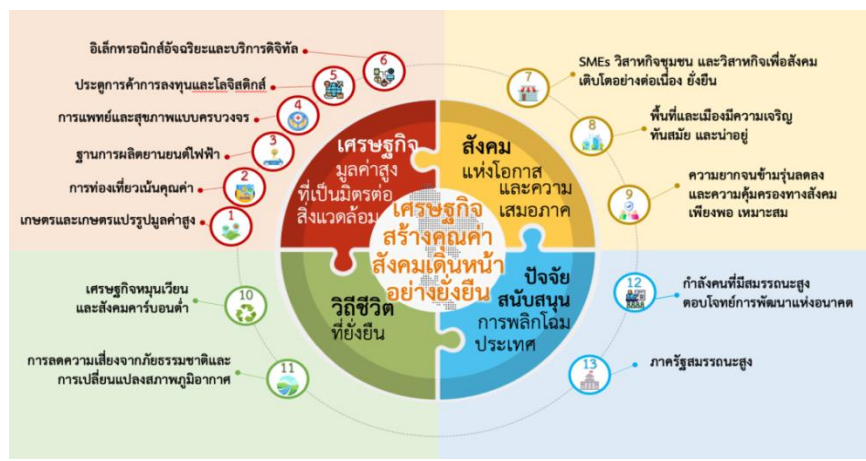 อิเล็กทรอนิกส์อัจฉริยะและบริการดิจิทัล
6
ประตูการค้าการลงทุนและโลจิสติกส์
5
การแพทย์และสุขภาพแบบครบวงจร
4
ฐานการผลิตยานยนต์ไฟฟ้า
3
การท่องเที่ยวเน้นคุณค่า
2
เกษตรและเกษตรแปรรูปมูลค่าสูง
1
เศรษฐกิจ
มูลค่าสูง
ที่เป็นมิตรต่อ
สิ่งแวดล้อม
สังคม
แห่งโอกาส
และความ
เสมอภาค
7
SMEs วิสาหกิจชุมชน และวิสาหกิจเพื่อสังคม
เติบโตอย่างต่อเนื่อง ยั่งยืน
8
พื้นที่และเมืองมีความเจริญ
ทันสมัย และน่าอยู่
9
ความยากจนข้ามรุ่นลดลง
และความคุ้มครองทางสังคม
เพียงพอ เหมาะสม
เศรษฐกิจ
สร้างคุณค่า
สังคมเดินหน้า
อย่างยั่งยืน
เศรษฐกิจหมุนเวียน
และสังคมคาร์บอนต่ำ
10
การลดความเสี่ยงจากภัยธรรมชาติและ
การเปลี่ยนแปลงสภาพภูมิอากาศ
11
วิถีชีวิต
ที่ยั่งยืน
ปัจจัย
สนับสนุน
การพลิกโฉม
ประเทศ
12
กำลังคนที่มีสมรรถนะสูง
ตอบโจทย์การพัฒนาแห่งอนาคต
13
ภาครัฐสมรรถนะสูง